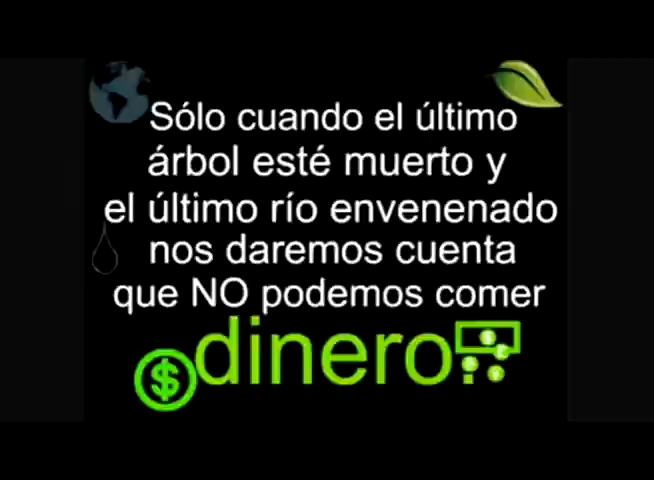 Sólo cuando el último
árbol esté muerto y
el último río envenenado
nos daremos cuenta
que NO podemos comer
dinero.